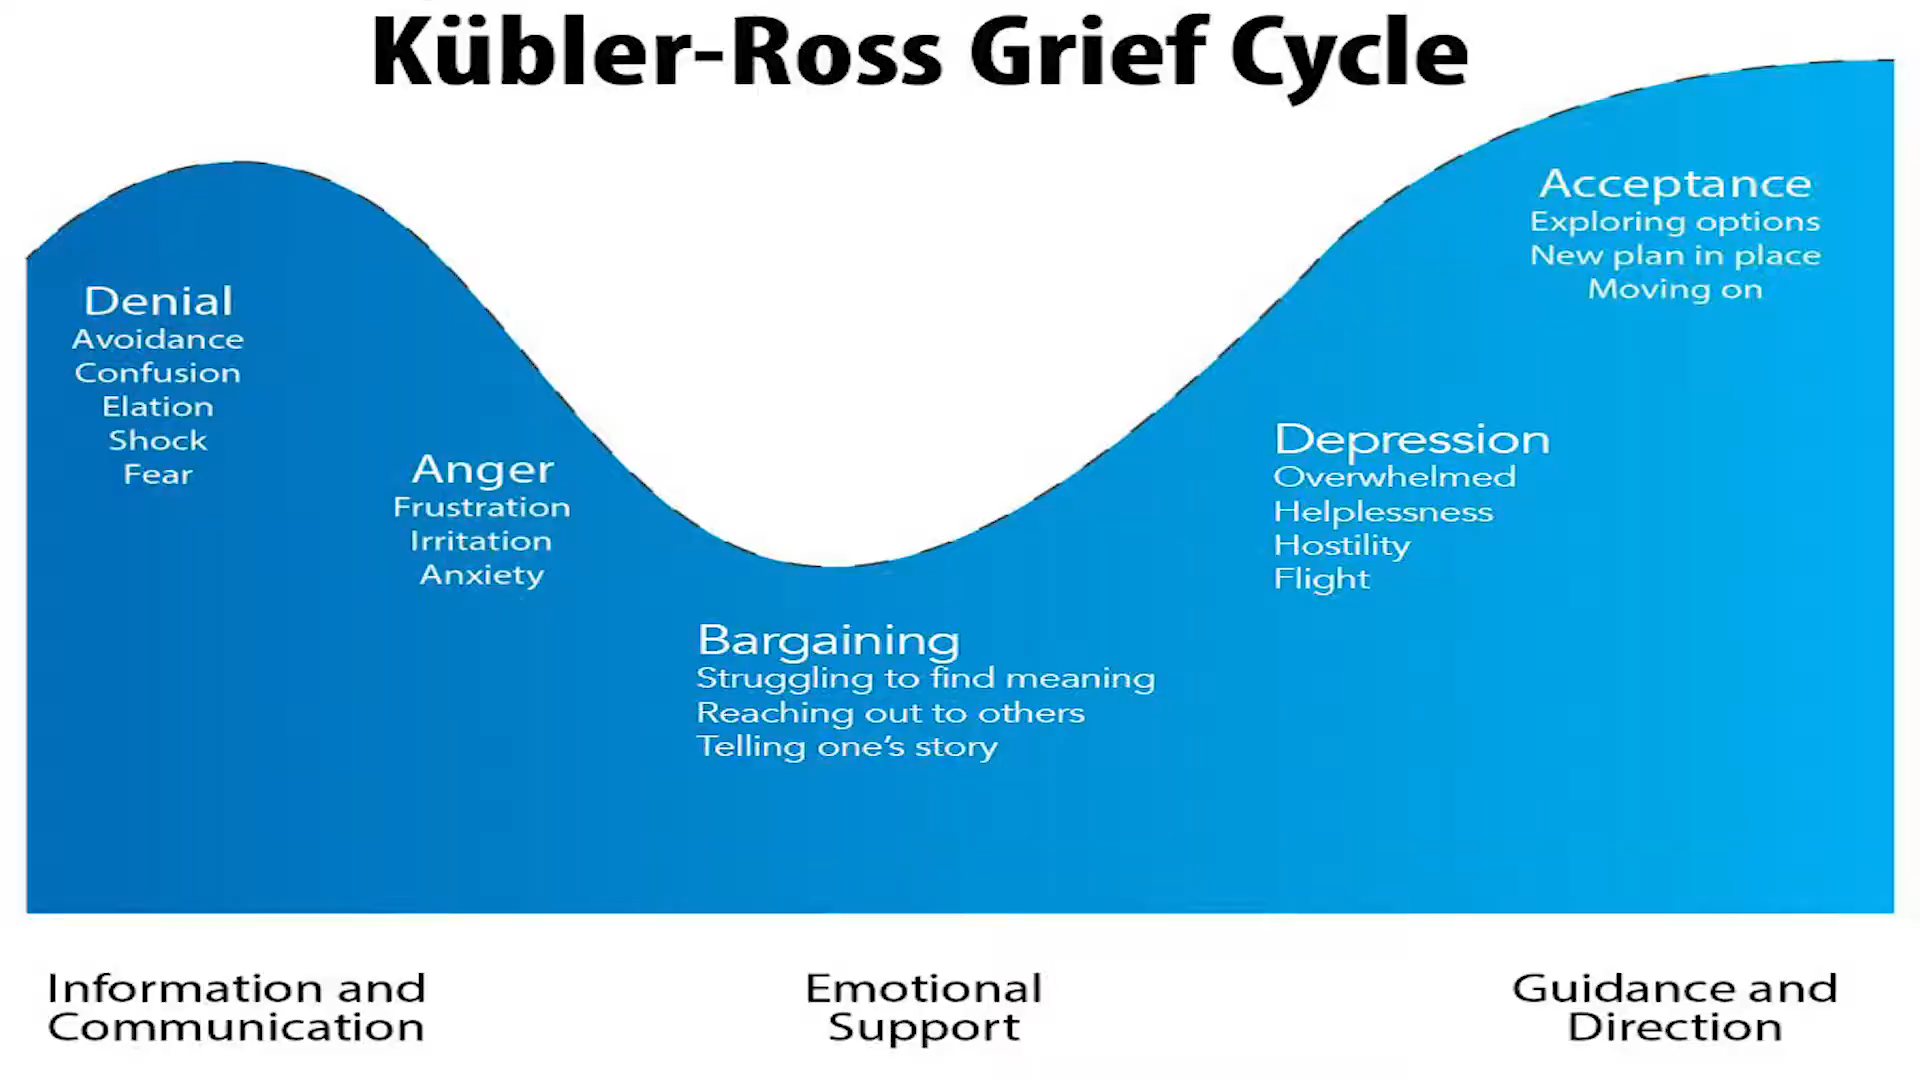 Kübler-Ross Grief Cycle
Denial
Avoidance
Confusion
Elation
Shock
Fear
Anger
Frustration
Irritation
Anxiety
Bargaining
Struggling to find meaning
Reaching out to others
Telling one’s story
Depression
Overwhelmed
Helplessness
Hostility
Flight
Acceptance
Exploring options
New plan in place
Moving on
Information and
Communication
Emotional
Support
Guidance and
Direction